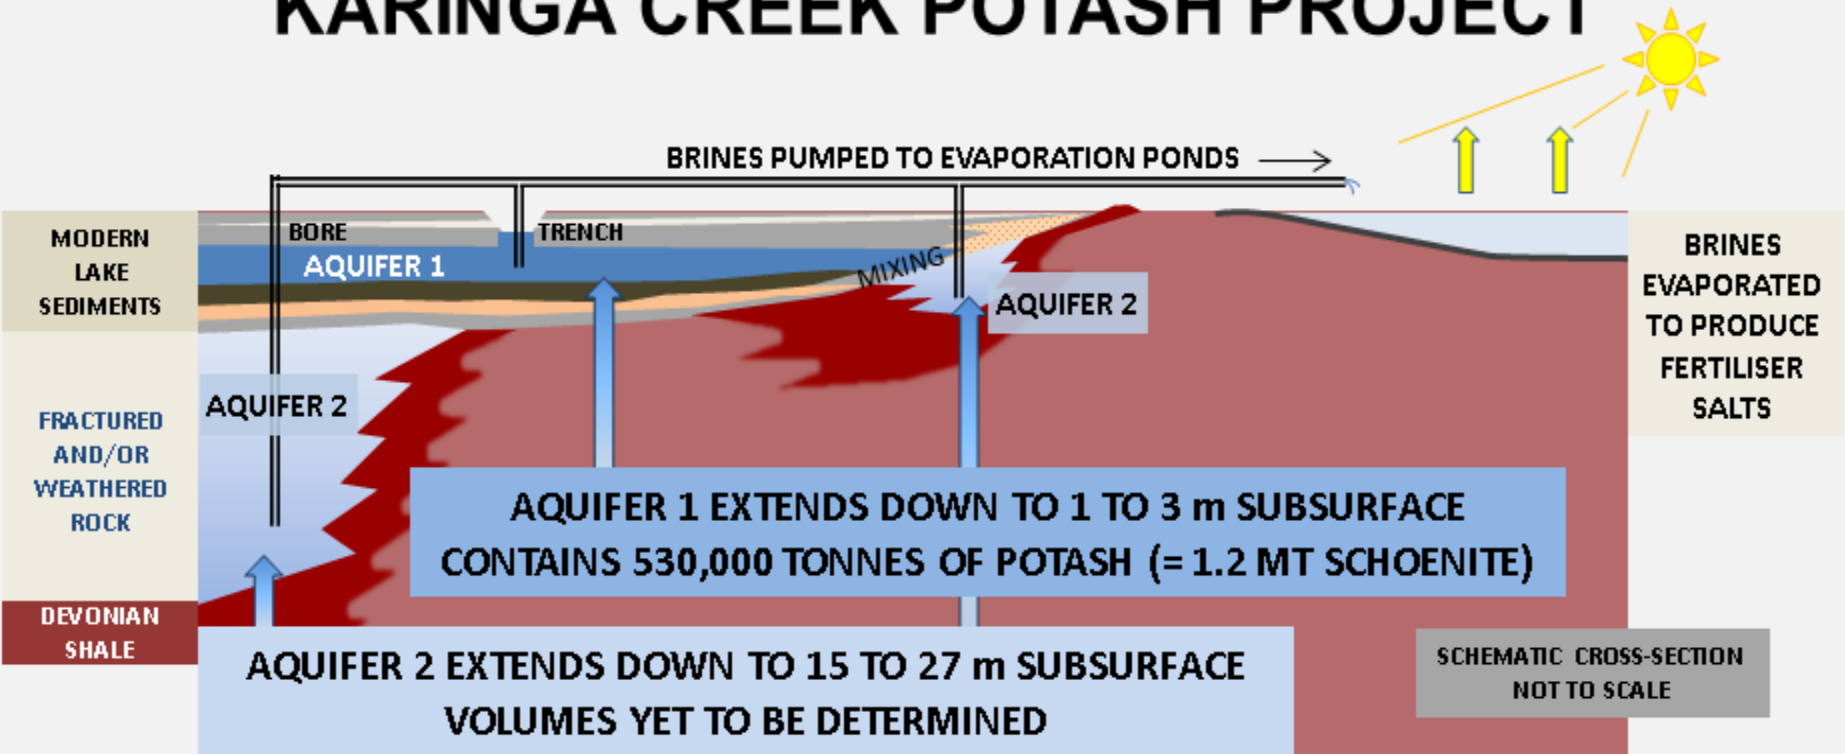 KARINGA CREEK POTASH PROJECT
BRINES PUMPED TO EVAPORATION PONDS
MODERN
LAKE
SEDIMENTS
BORE
TRENCH
AQUIFER 1
MIXING
AQUIFER 2
AQUIFER 2
FRACTURED
AND/OR
WEATHERED
ROCK
DEVONIAN
SHALE
BRINES
EVAPORATED
TO PRODUCE
FERTILISER
SALTS
AQUIFER 1 EXTENDS DOWN TO 1 TO 3 m SUBSURFACE
CONTAINS 530,000 TONNES OF POTASH (= 1.2 MT SCHOENITE)
AQUIFER 2 EXTENDS DOWN TO 15 TO 27 m SUBSURFACE
VOLUMES YET TO BE DETERMINED
SCHEMATIC CROSS-SECTION
NOT TO SCALE